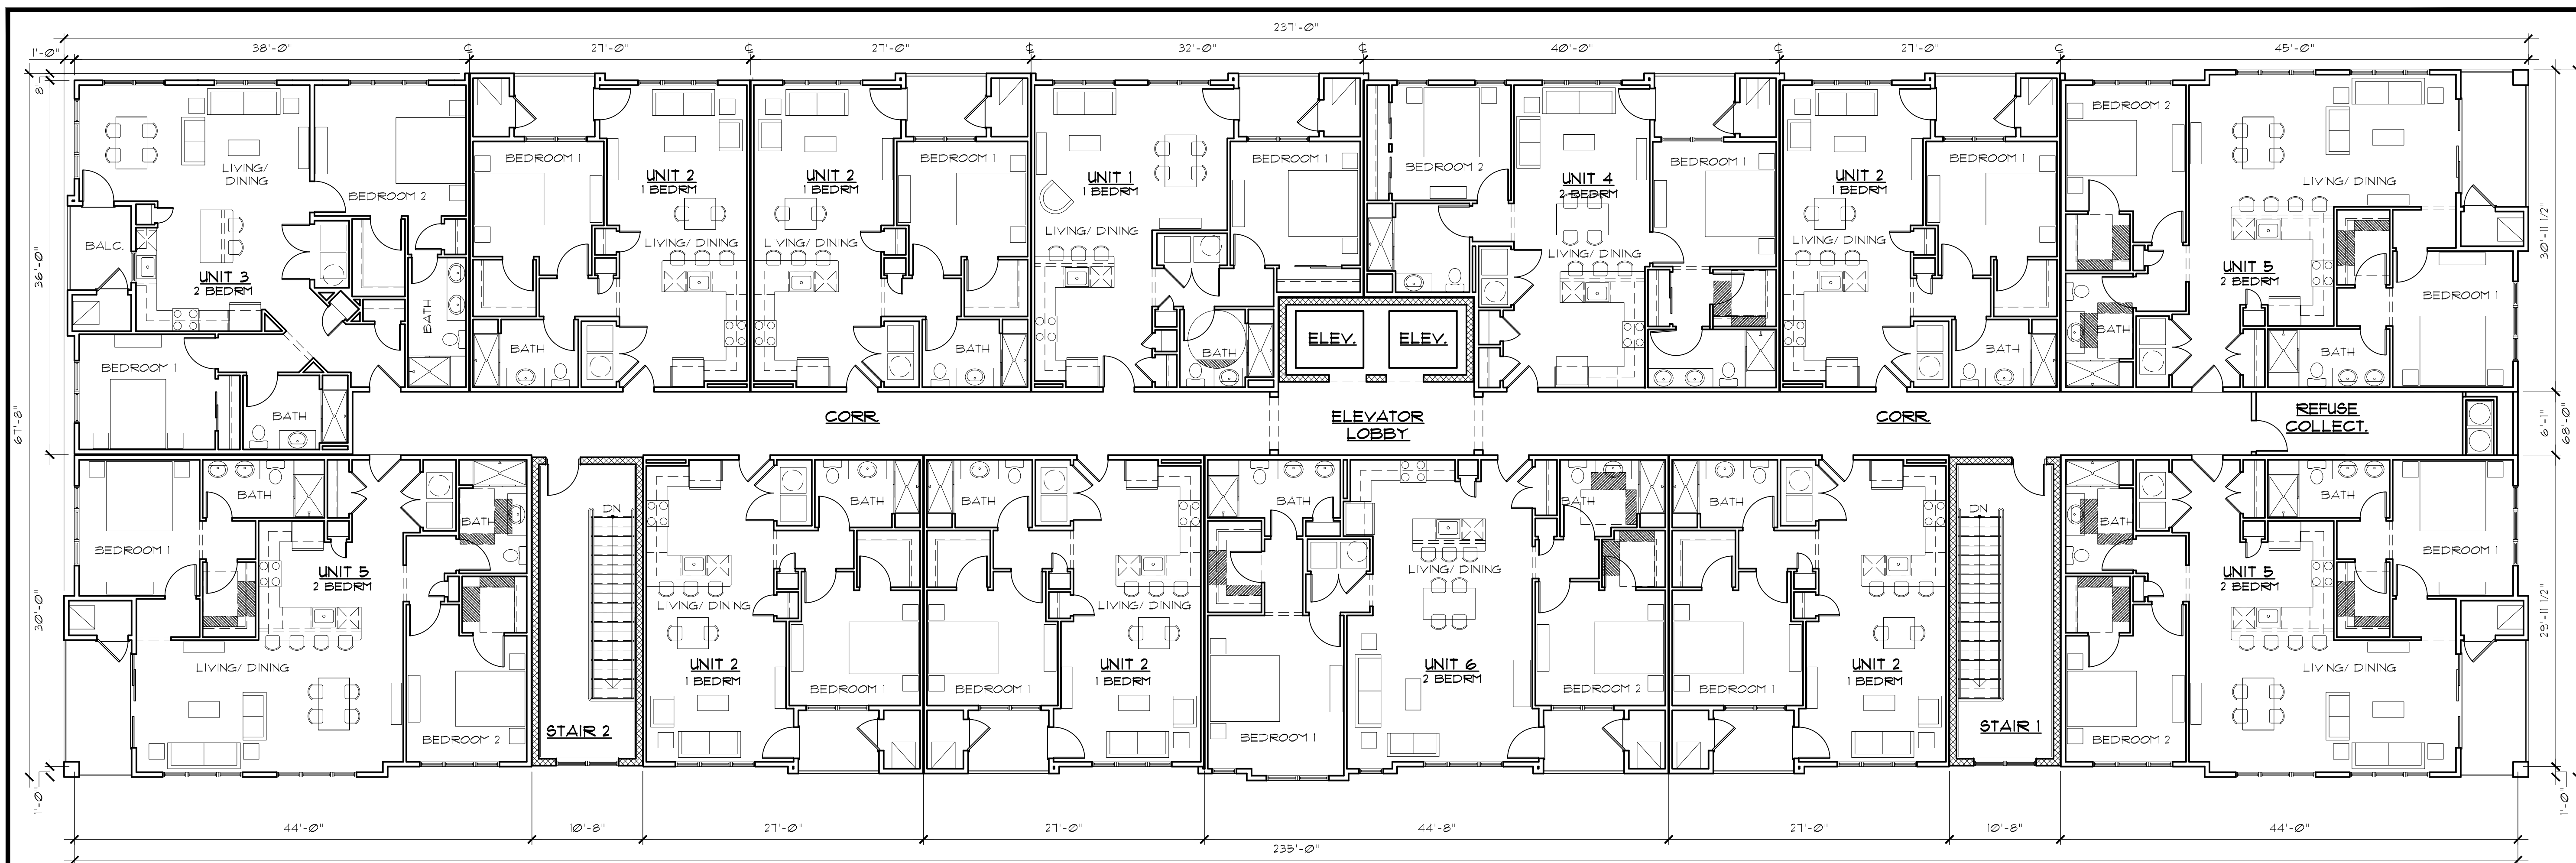 237'-0"
1'-0"
38'-0"
27'-0"
27'-0"
32'-0"
40'-0"
27'-0"
45'-0"
8"
36'-0"
67'-8"
30'-0"
1'-0"
LIVING/
DINING
BEDROOM 2
BALC.
UNIT 3
2 BEDRM
BATH
BEDROOM 1
BATH
BEDROOM 1
UNIT 2
1 BEDRM
LIVING/ DINING
BATH
UNIT 2
1 BEDRM
BEDROOM 1
LIVING/ DINING
BATH
UNIT 1
1 BEDRM
BEDROOM 1
LIVING/ DINING
BATH
ELEV.
ELEV.
BEDROOM 2
UNIT 4
2 BEDRM
BEDROOM 1
LIVING/ DINING
UNIT 2
1 BEDRM
BEDROOM 1
LIVING/ DINING
BATH
BEDROOM 2
LIVING/ DINING
UNIT 5
2 BEDRM
BEDROOM 1
BATH
BATH
30'-11 1/2"
6'-1"
68'-0"
29'-11 1/2"
1'-0"
CORR.
ELEVATOR
LOBBY
CORR.
REFUSE
COLLECT.
BATH
BATH
BEDROOM 1
UNIT 5
2 BEDRM
LIVING/ DINING
BEDROOM 2
DN
STAIR 2
BATH
LIVING/ DINING
UNIT 2
1 BEDRM
BEDROOM 1
BATH
LIVING/ DINING
BEDROOM 1
UNIT 2
1 BEDRM
BATH
BATH
LIVING/ DINING
UNIT 6
2 BEDRM
BEDROOM 2
BEDROOM 1
BATH
LIVING/ DINING
BEDROOM 1
UNIT 2
1 BEDRM
DN
STAIR 1
BATH
BATH
BEDROOM 1
UNIT 5
2 BEDRM
LIVING/ DINING
BEDROOM 2
44'-0"
10'-8"
27'-0"
27'-0"
44'-8"
27'-0"
10'-8"
44'-0"
235'-0"